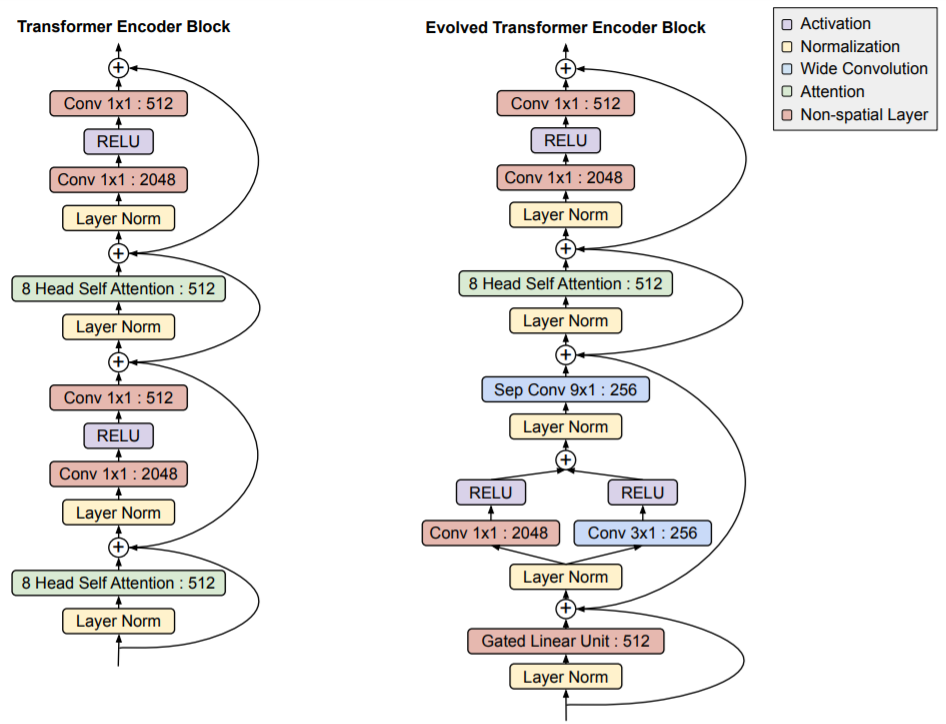 Transformer Encoder Block
Conv 1x1 : 512
RELU
Conv 1x1 : 2048
Layer Norm
8 Head Self Attention : 512
Layer Norm
Conv 1x1 : 512
RELU
Conv 1x1 : 2048
Layer Norm
8 Head Self Attention : 512
Layer Norm
Evolved Transformer Encoder Block
Conv 1x1 : 512
RELU
Conv 1x1 : 2048
Layer Norm
8 Head Self Attention : 512
Layer Norm
Sep Conv 9x1 : 256
Layer Norm
RELU
RELU
Conv 1x1 : 2048
Conv 3x1 : 256
Layer Norm
Gated Linear Unit : 512
Layer Norm
Activation
Normalization
Wide Convolution
Attention
Non-spatial Layer